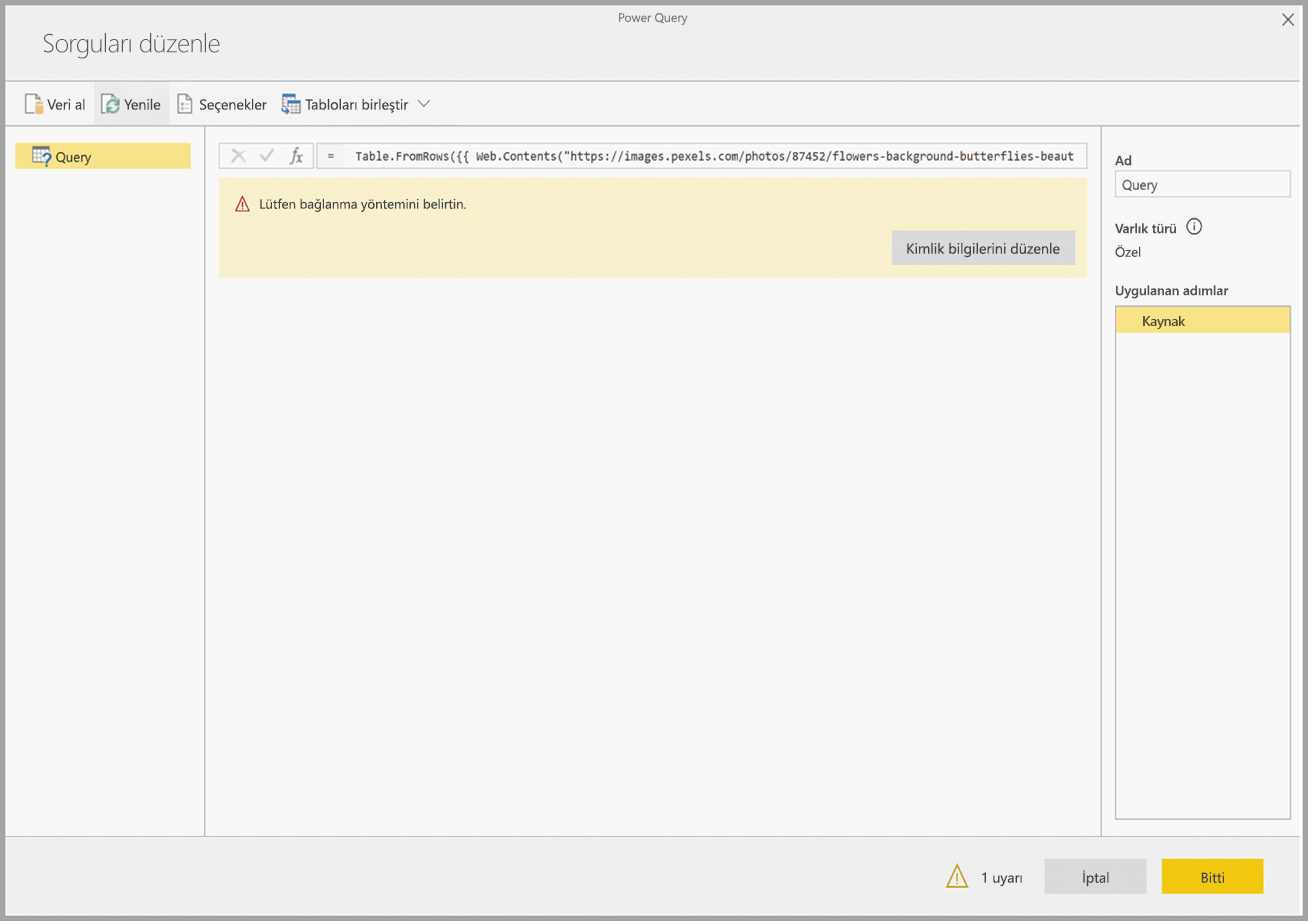 Power Query
Sorguları düzenle
Veri al Yenile Seçenekler Tabloları birleştir
Query
fx = Table.FromRows({{ Web.Contents("https://images.pexels.com/photos/87452/flowers-background-butterflies-beaut
Lütfen bağlanma yöntemini belirtin.
Kimlik bilgilerini düzenle
Ad
Query
Varlık türü
Özel
Uygulanan adımlar
Kaynak
1 uyarı İptal Bitti